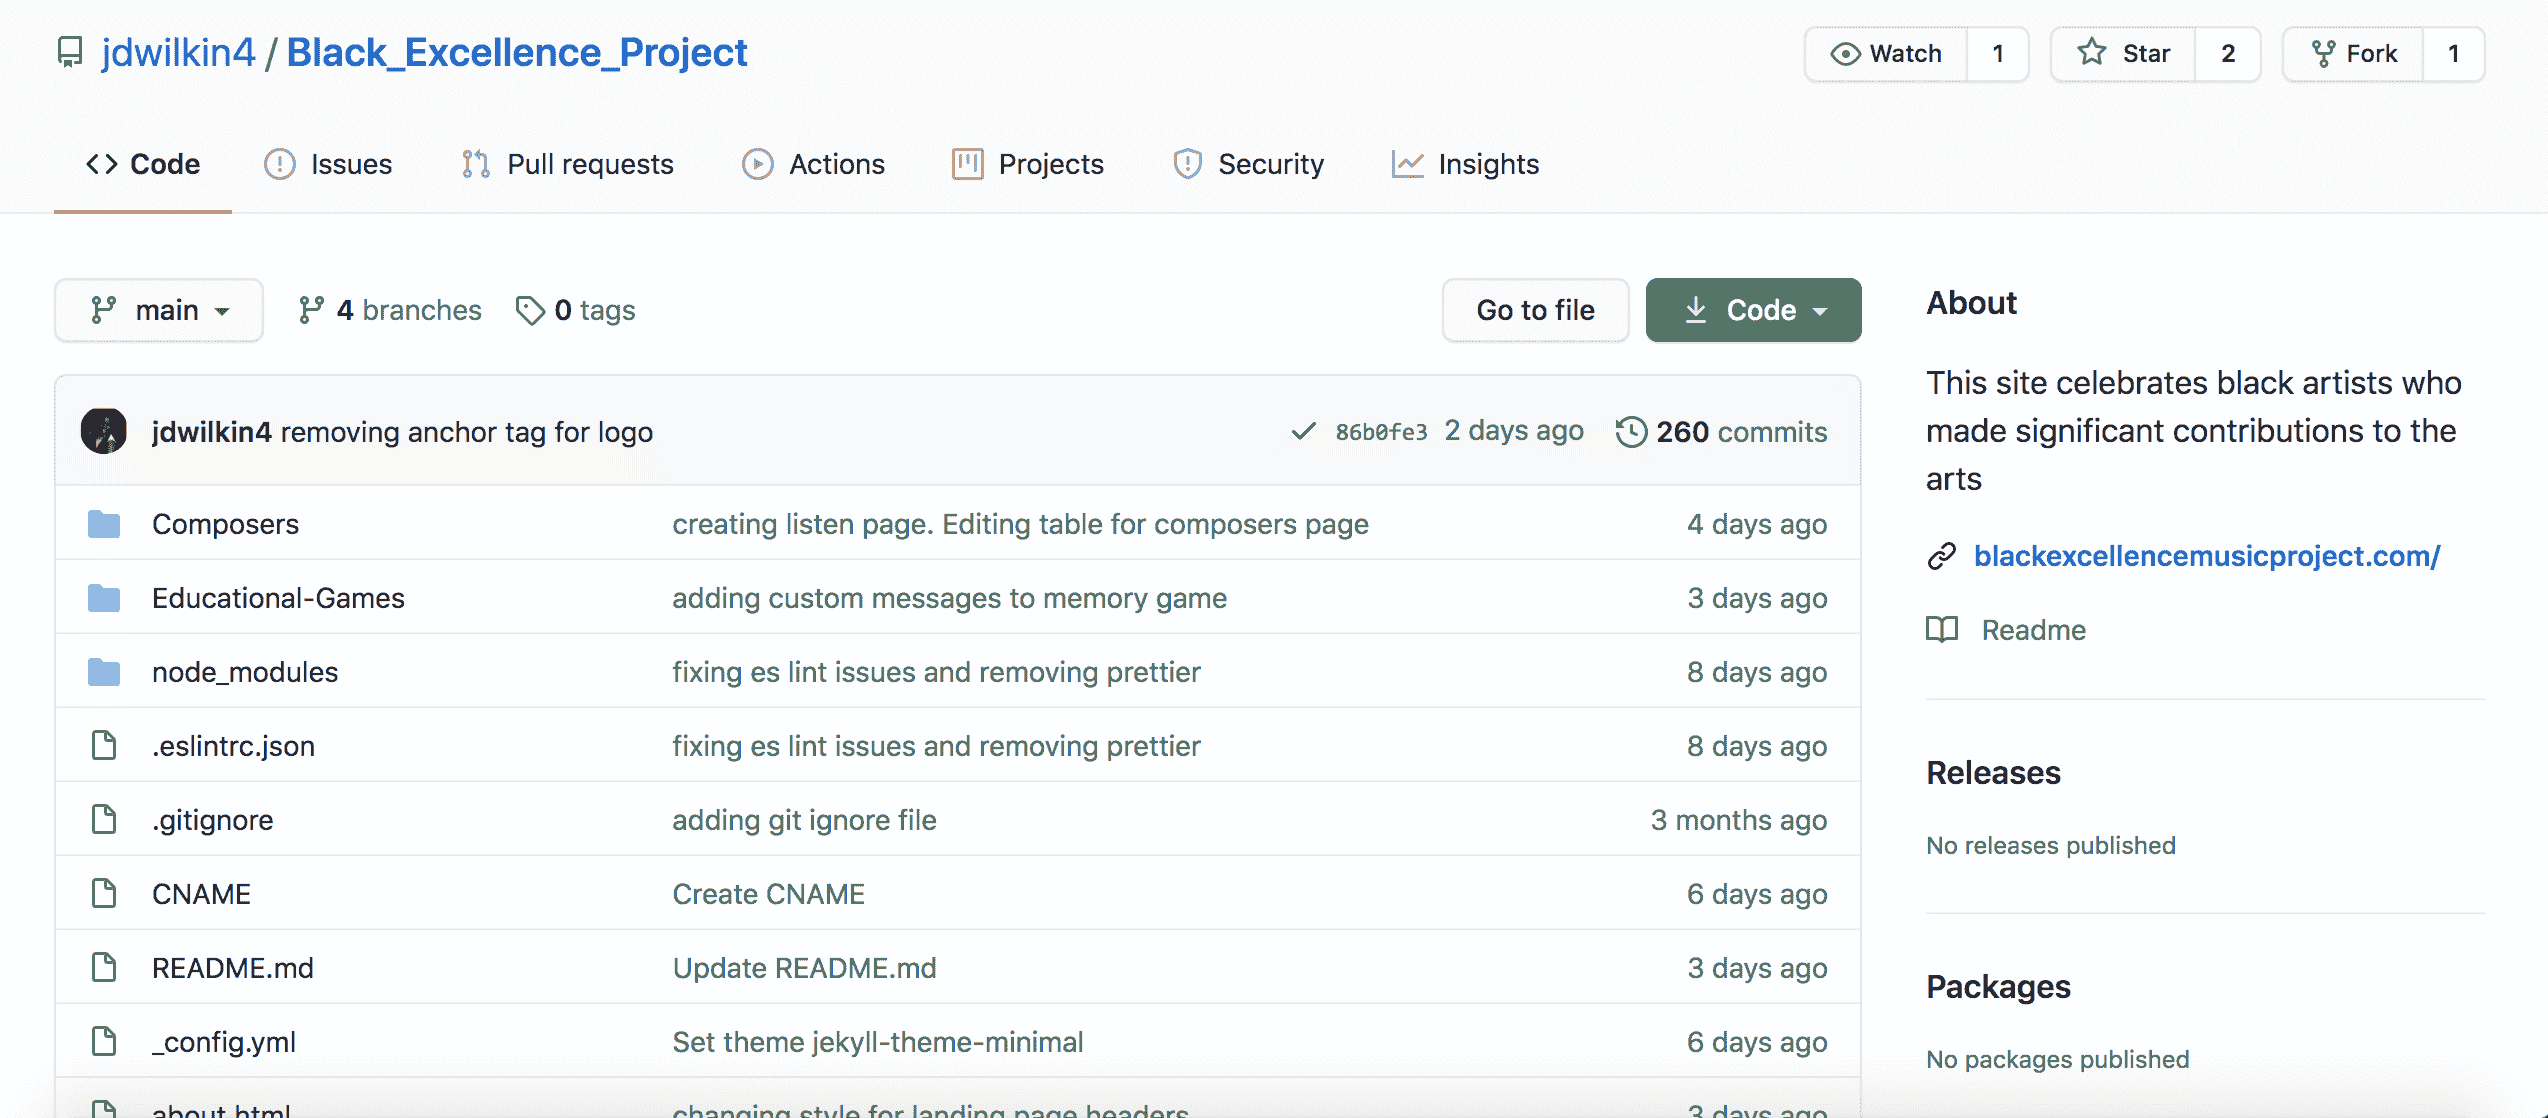 jdwilkin4 / Black_Excellence_Project
Watch 1 Star 2 Fork 1
Code Issues Pull requests Actions Projects Security Insights
main 4 branches 0 tags Go to file Code
jdwilkin4 removing anchor tag for logo 86b0fe3 2 days ago 260 commits
Composers creating listen page. Editing table for composers page 4 days ago
Educational-Games adding custom messages to memory game 3 days ago
node_modules fixing es lint issues and removing prettier 8 days ago
.eslintrc.json fixing es lint issues and removing prettier 8 days ago
.gitignore adding git ignore file 3 months ago
CNAME Create CNAME 6 days ago
README.md Update README.md 3 days ago
_config.yml Set theme jekyll-theme-minimal 6 days ago
about.html changing style for landing page headers 3 days ago
About
This site celebrates black artists who
made significant contributions to the
arts
blackexcellencemusicproject.com/
Readme
Releases
No releases published
Packages
No packages published